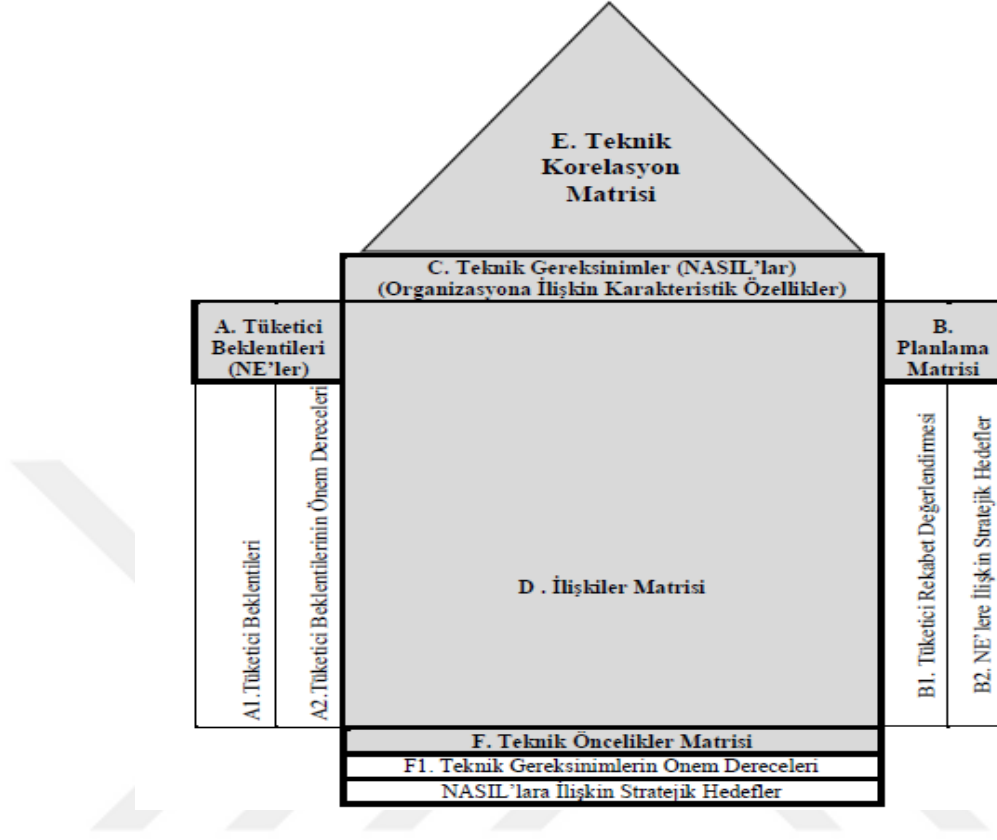 E. Teknik
Korelasyon
Matrisi
C. Teknik Gereksinimler (NASIL’lar)
(Organizasyona İlişkin Karakteristik Özellikler)
A. Tüketici
Beklentileri
(NE’ler)
B.
Planlama
Matrisi
A1.Tüketici Beklentileri
A2.Tüketici Beklentilerinin Önem Dereceleri
D . İlişkiler Matrisi
B1. Tüketici Rekabet Değerlendirmesi
B2. NE’lere İlişkin Stratejik Hedefler
F. Teknik Öncelikler Matrisi
F1. Teknik Gereksinimlerin Onem Dereceleri
NASIL’lara İlişkin Stratejik Hedefler